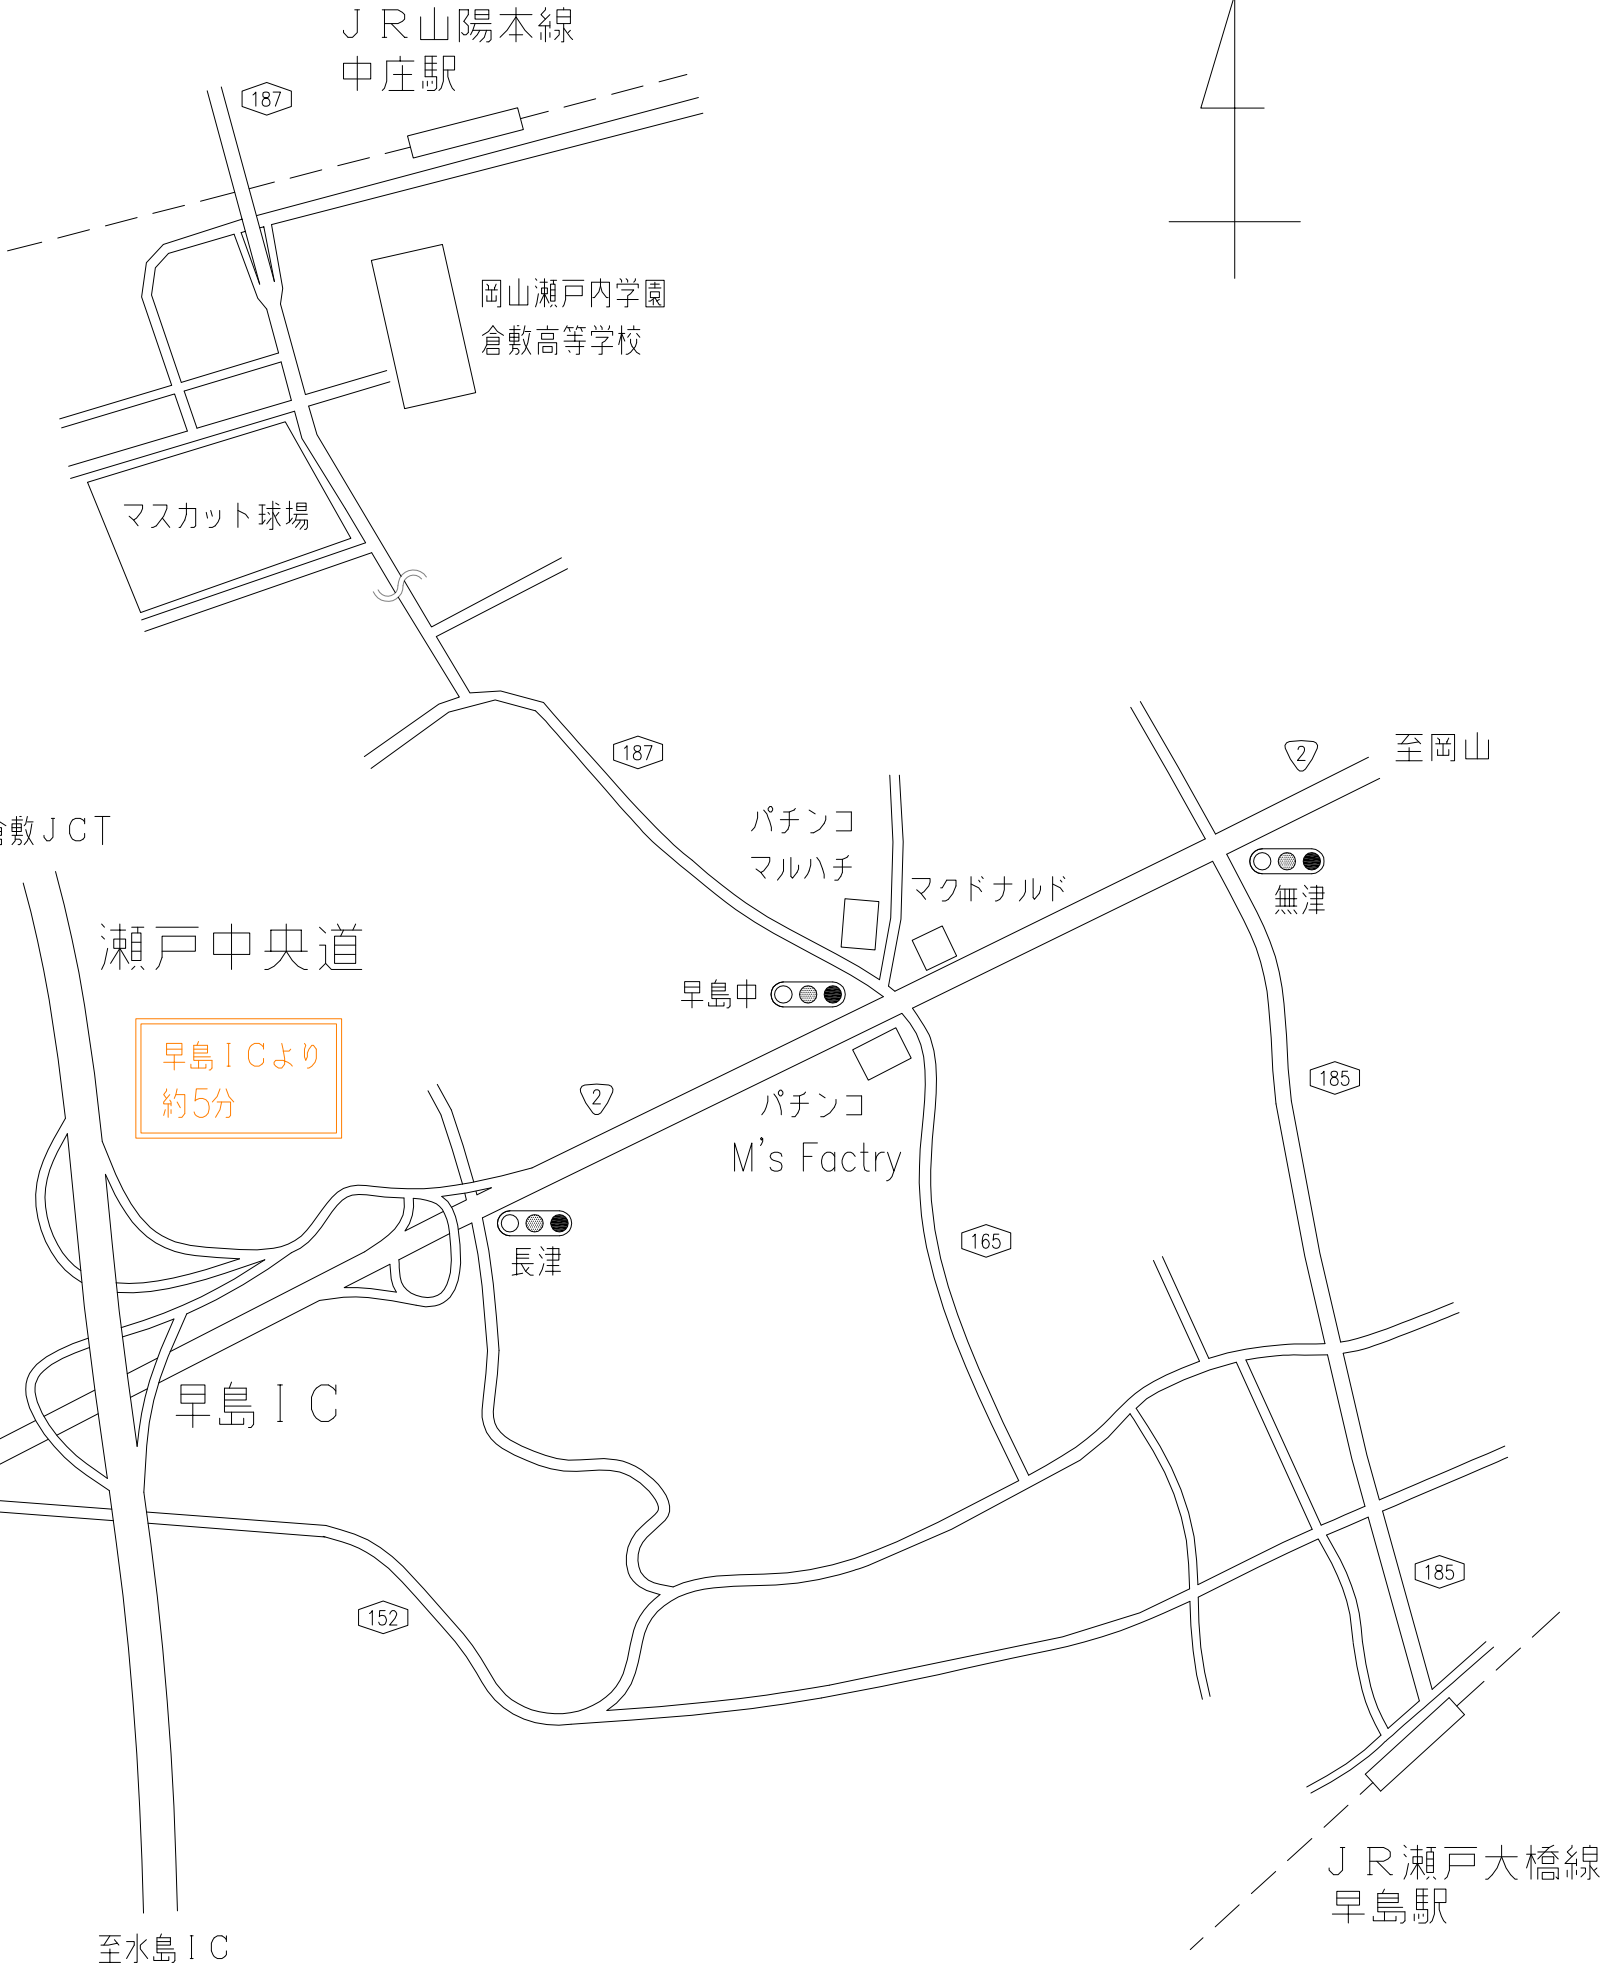 ＪＲ山陽本線
中庄駅
187
岡山瀬戸内学園
倉敷高等学校
マスカット球場
187
2
至岡山
パチンコ
マルハチ
マクドナルド
無津
倉敷ＪＣＴ
瀬戸中央道
早島中
早島ＩＣより
約5分
2
パチンコ
M's Factry
185
長津
165
早島ＩＣ
152
185
ＪＲ瀬戸大橋線
早島駅
至水島ＩＣ